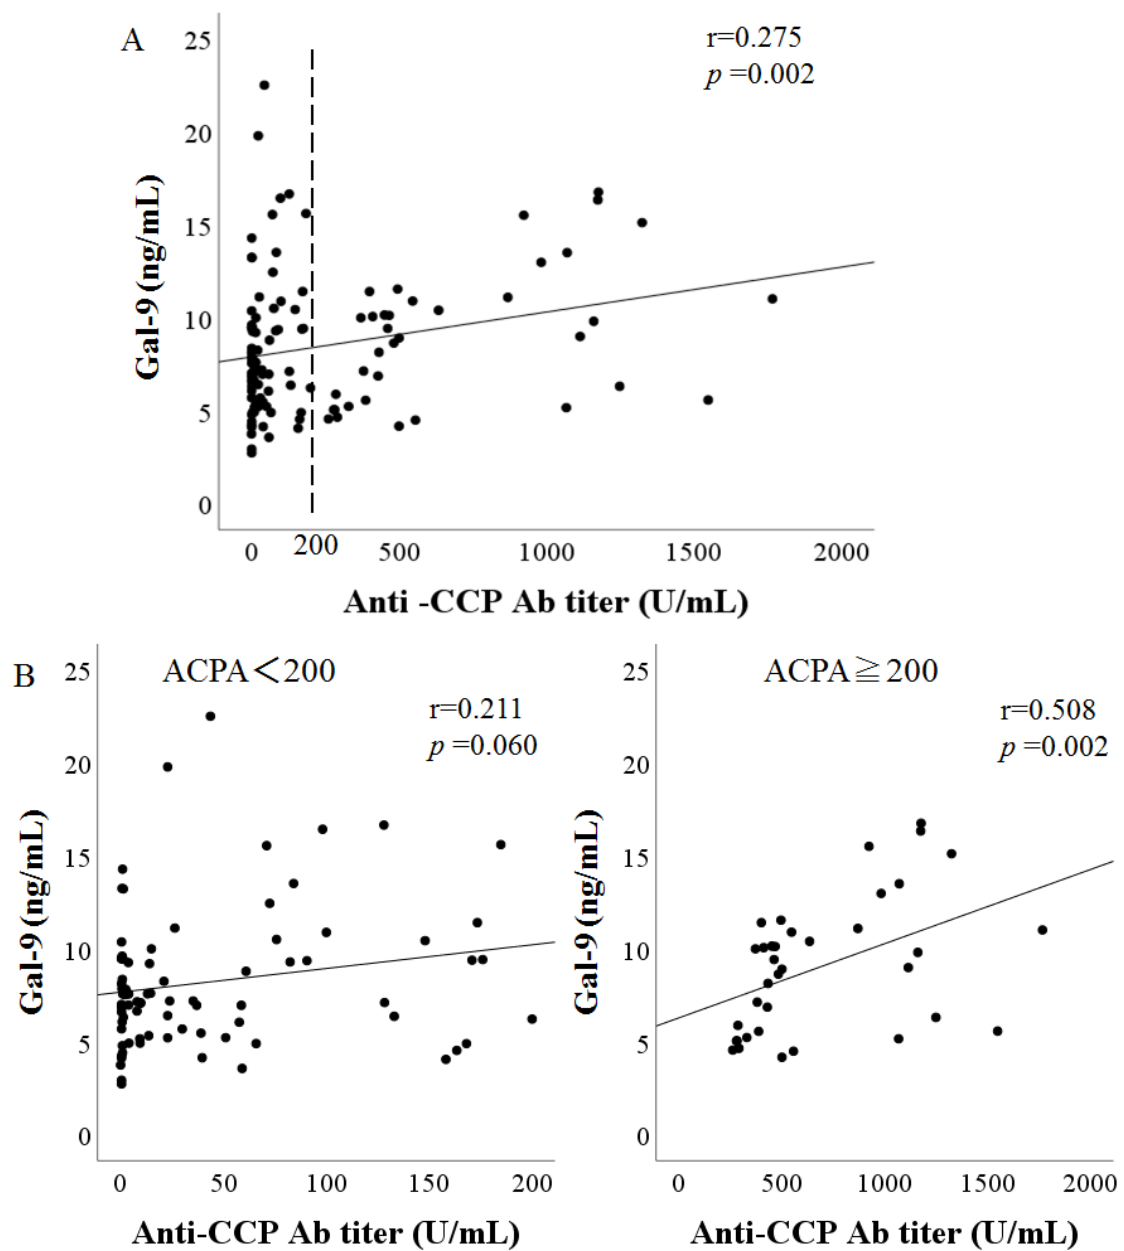 A
r=0.275
p =0.002
25
20
15
10
5
0
Gal-9 (ng/mL)
0 200 500 1000 1500 2000
Anti -CCP Ab titer (U/mL)
B
ACPA＜200
r=0.211
p =0.060
25
20
15
10
5
0
Gal-9 (ng/mL)
0 50 100 150 200
Anti-CCP Ab titer (U/mL)
ACPA≧200
r=0.508
p =0.002
25
20
15
10
5
0
Gal-9 (ng/mL)
0 500 1000 1500 2000
Anti-CCP Ab titer (U/mL)